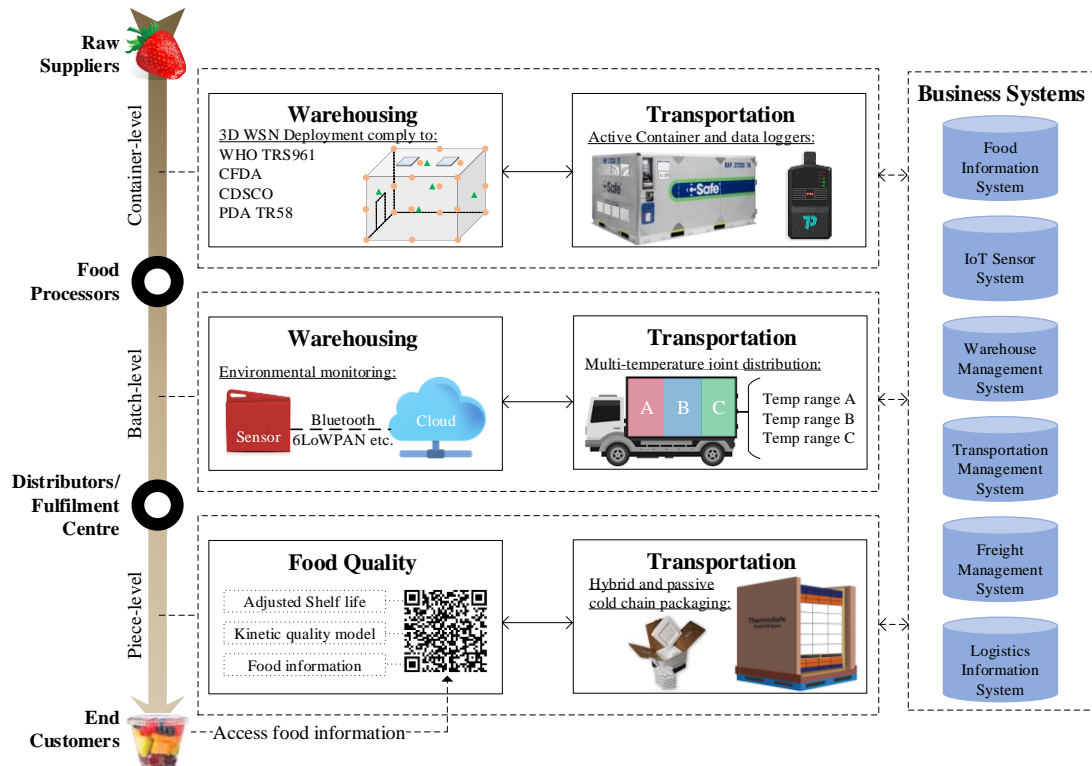 Raw
Suppliers
Container-level
Warehousing
3D WSN Deployment comply to:
WHO TRS961
CFDA
CDSCO
PDA TR58
Transportation
Active Container and data loggers:
Safe
Safe
Food
Processors
Batch-level
Warehousing
Environmental monitoring:
Sensor
Bluetooth
6LoWPAN etc.
Cloud
Transportation
Multi-temperature joint distribution:
A
B
C
Temp range A
Temp range B
Temp range C
Distributors/
Fulfilment
Centre
Piece-level
Food Quality
Adjusted Shelf life
Kinetic quality model
Food information
Transportation
Hybrid and passive
cold chain packaging:
ThermoSafe
End
Customers
Access food information
Business Systems
Food
Information
System
IoT Sensor
System
Warehouse
Management
System
Transportation
Management
System
Freight
Management
System
Logistics
Information
System